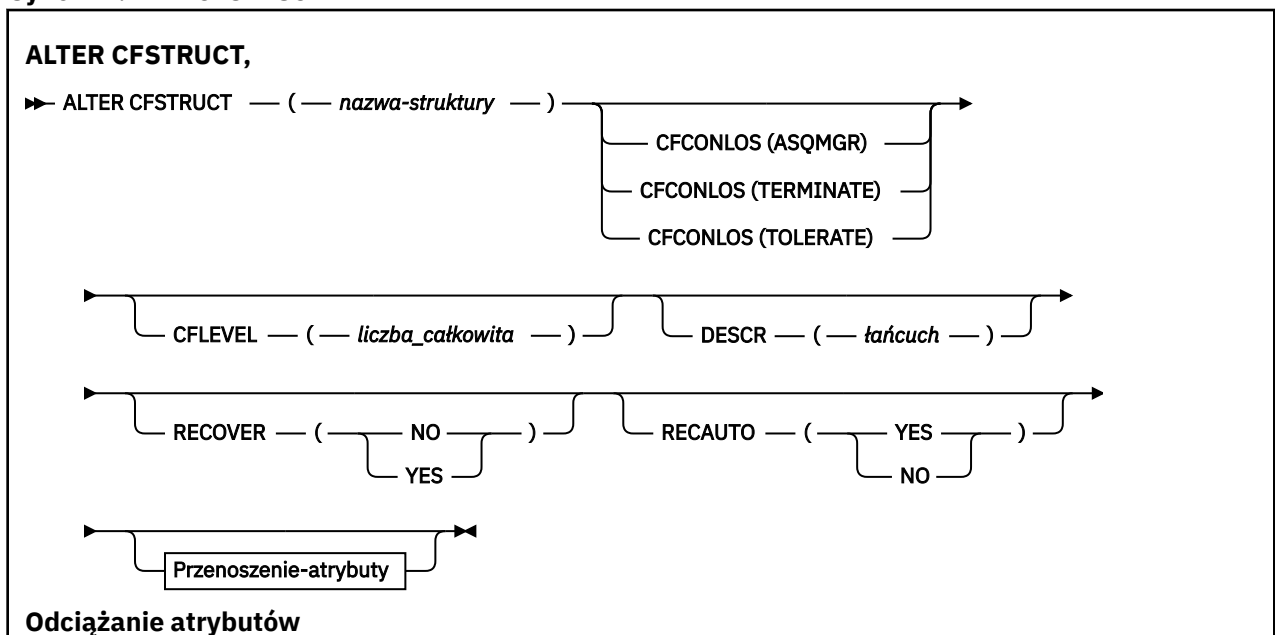 ALTER CFSTRUCT,
ALTER CFSTRUCT ( nazwa-struktury )
CFCONLOS (ASQMGR)
CFCONLOS (TERMINATE)
CFCONLOS (TOLERATE)
CFLEVEL ( liczba_całkowita ) DESCR ( łańcuch )
RECOVER ( NO ) RECAUTO ( YES )
YES NO
Przenoszenie-atrybuty
Odciążanie atrybutów